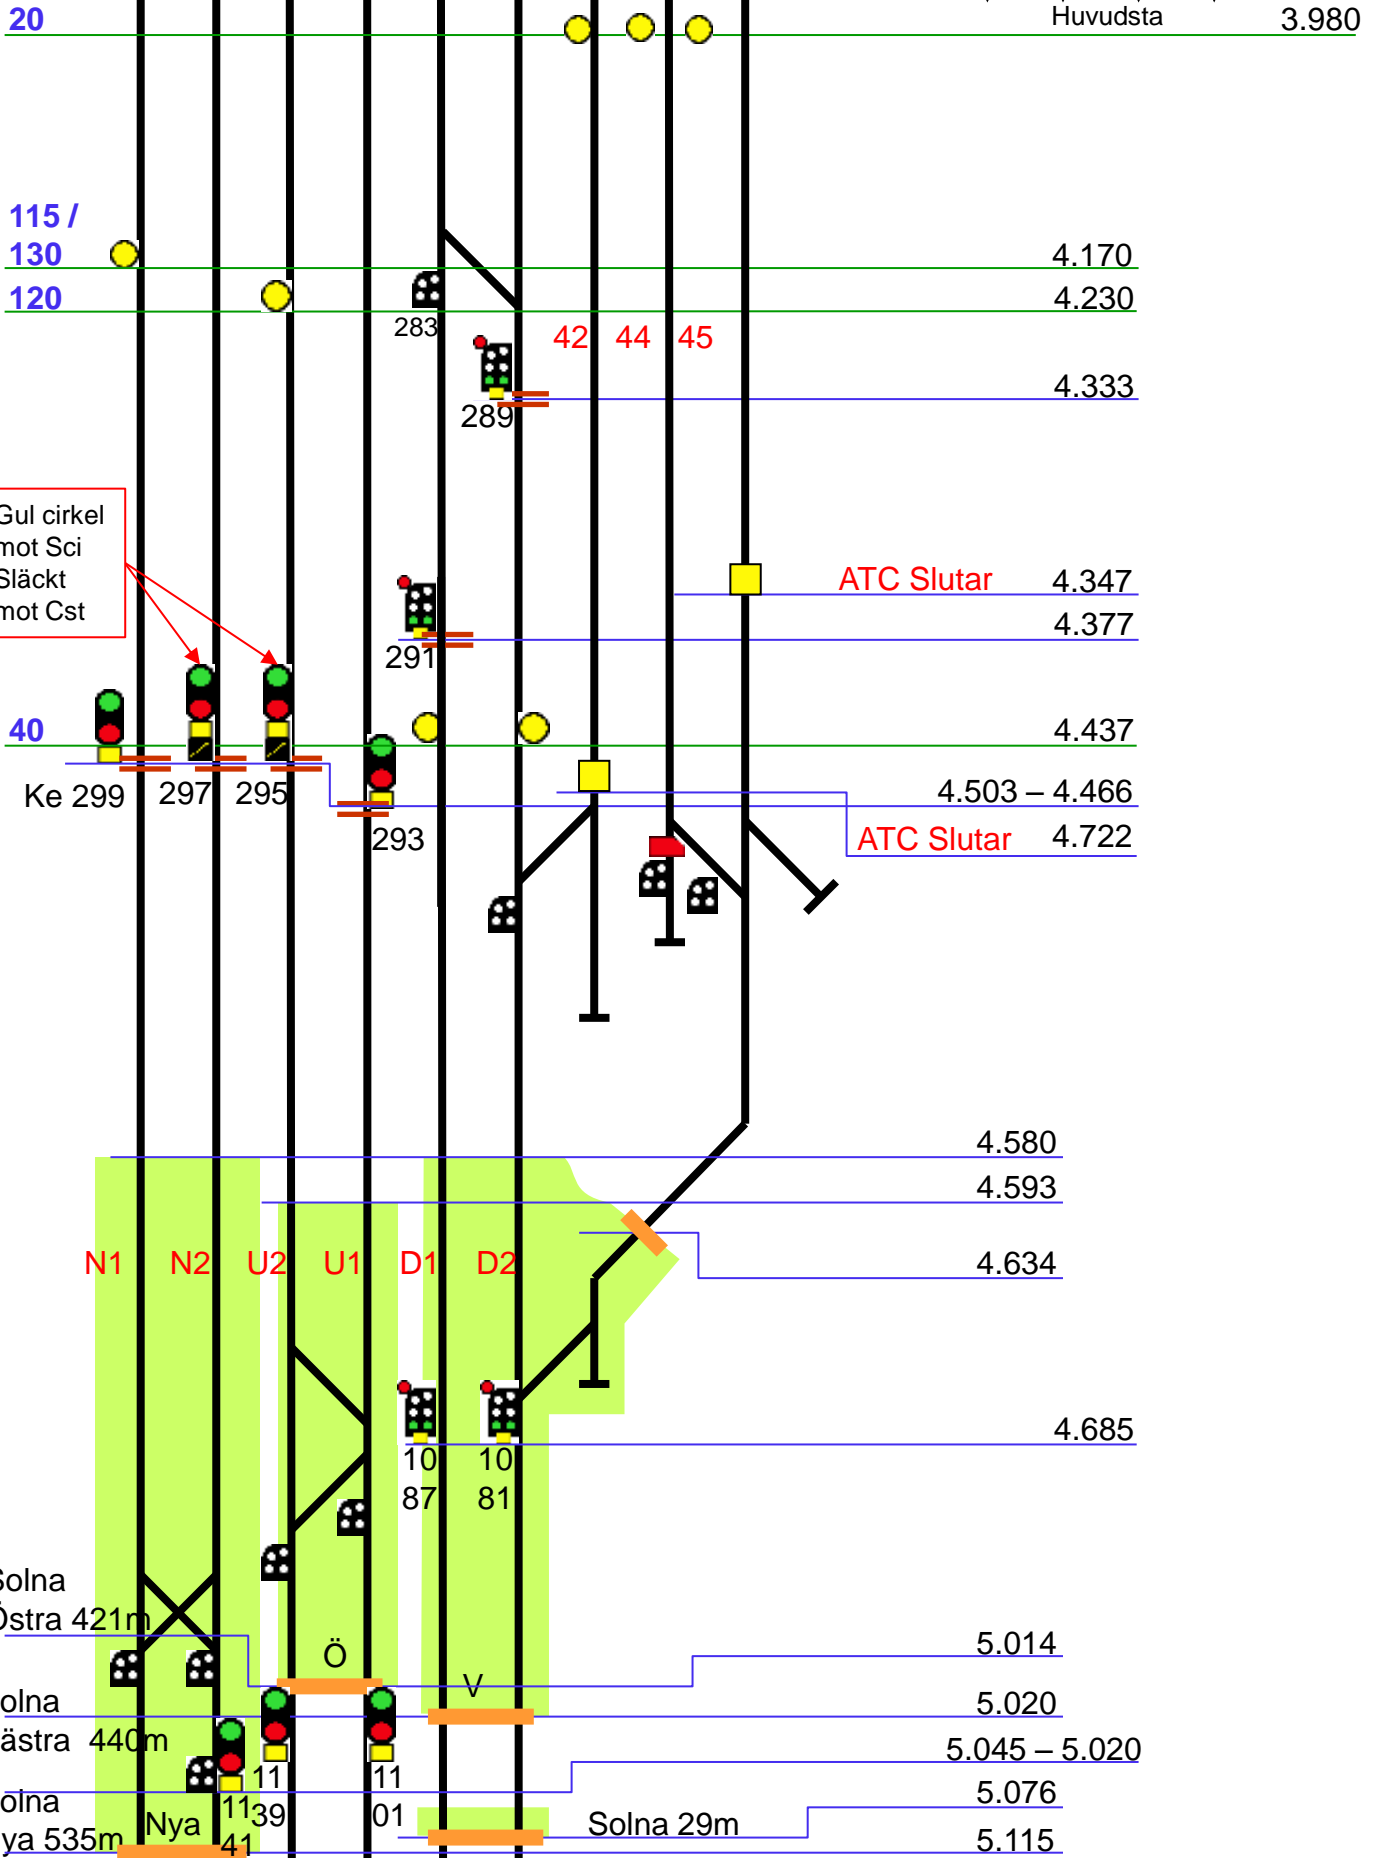 20
Huvudsta 3.980
115 /
130
4.170
120
4.230
283
42 44 45
4.333
289
Gul cirkel
mot Sci
Släckt
mot Cst
ATC Slutar 4.347
4.377
291
40
4.437
Ke 299 297 295
4.503 – 4.466
293
ATC Slutar 4.722
4.580
4.593
N1 N2 U2 U1 D1 D2
4.634
4.685
10
87
10
81
Solna
Östra 421m
Ö
5.014
V
olna
ästra 440m
5.020
5.045 – 5.020
11
39
11
01
5.076
olna
ya 535m
Nya
11
41
Solna 29m
5.115